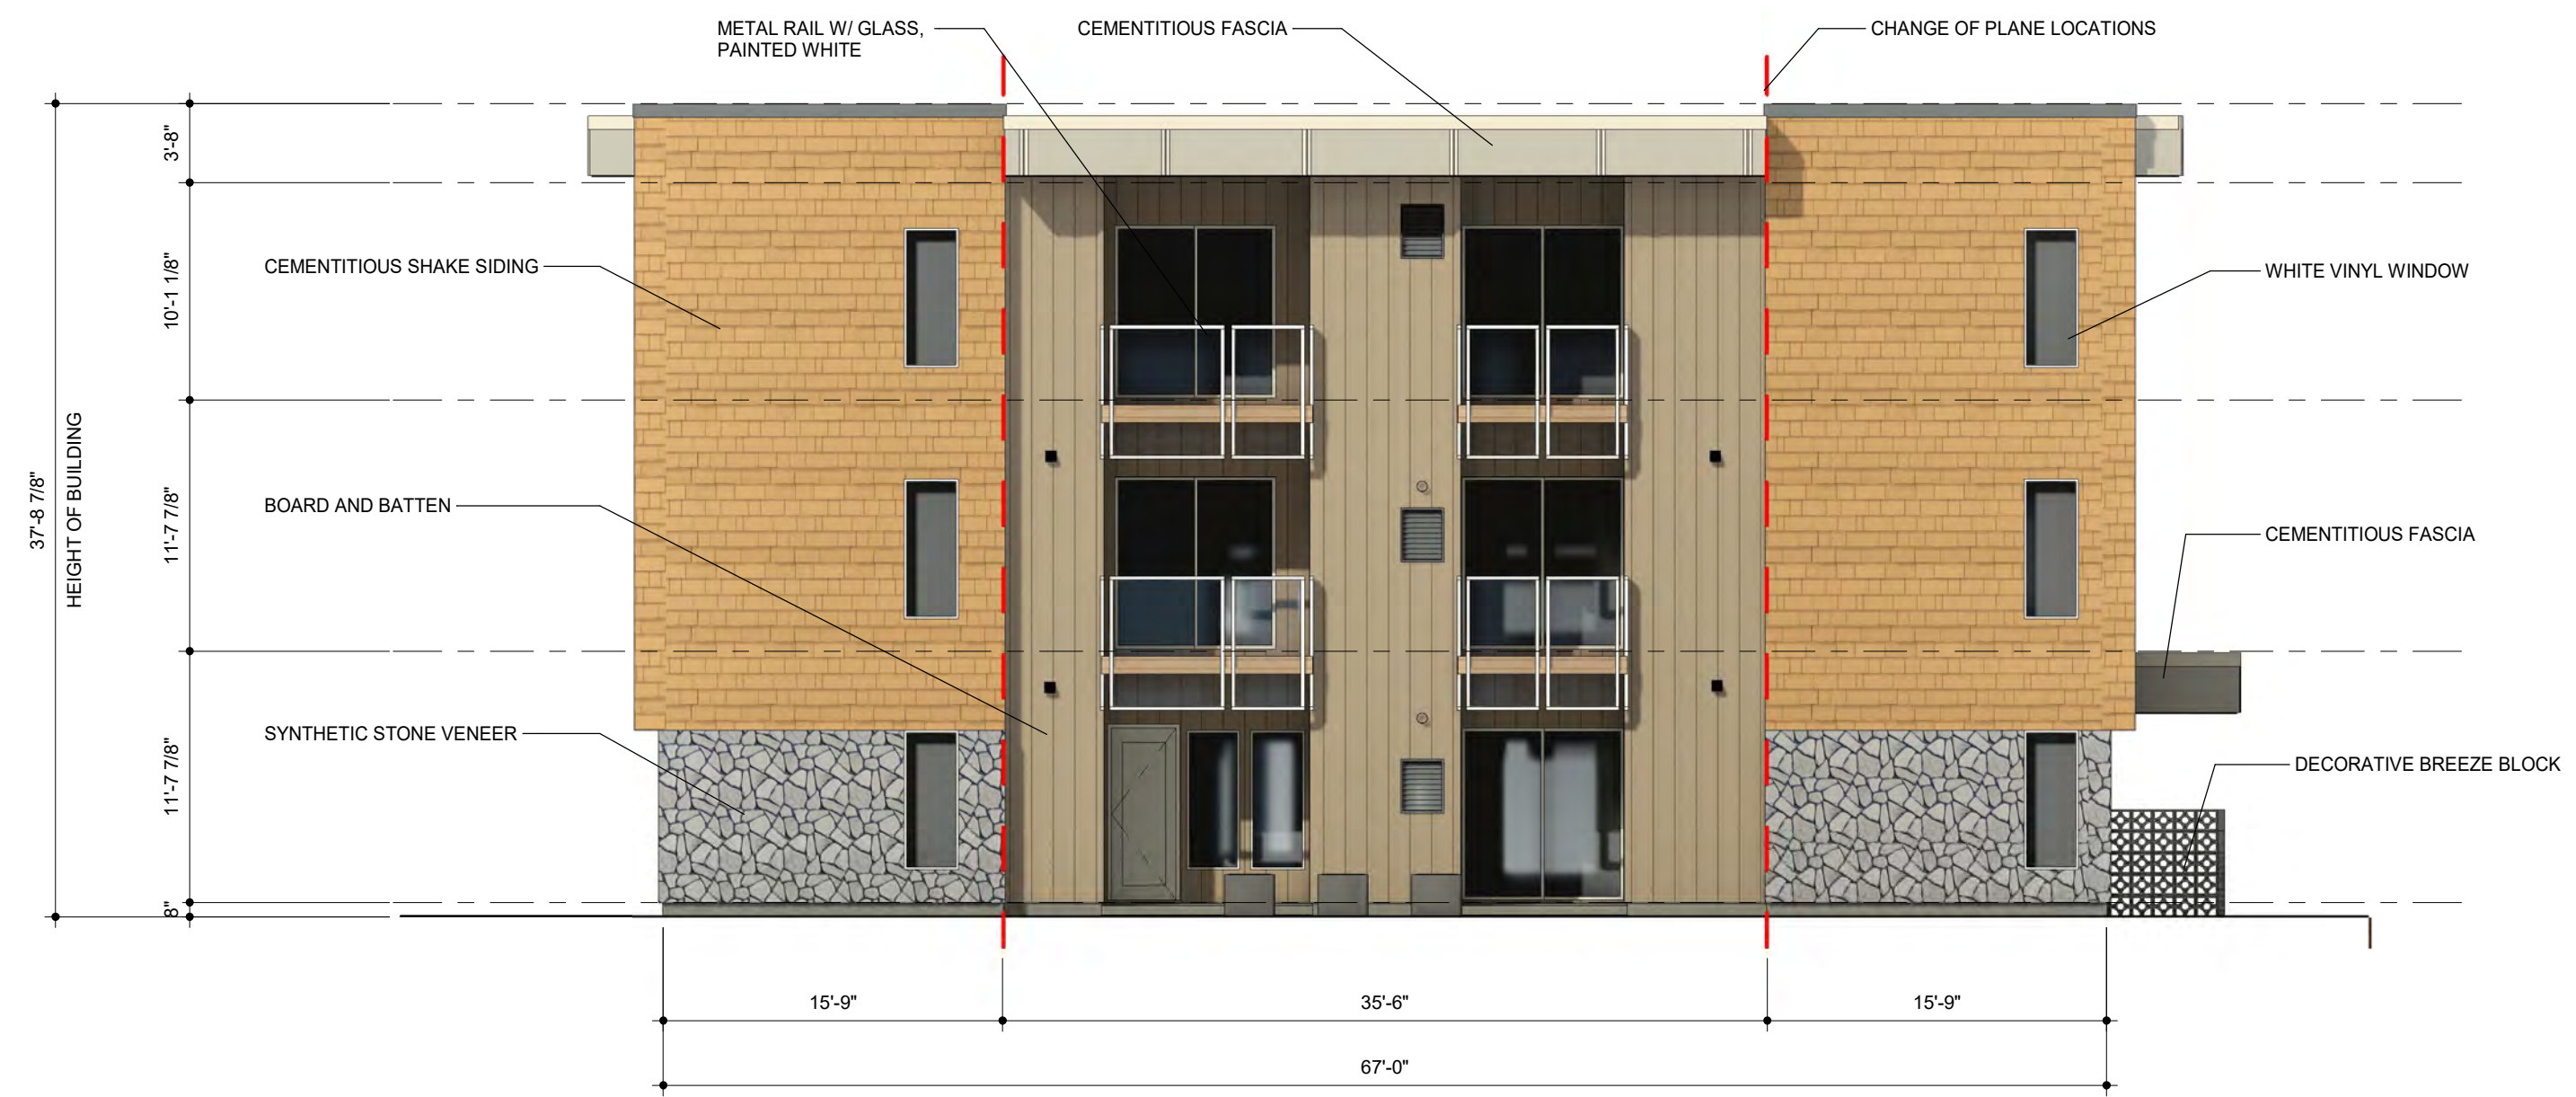 METAL RAIL W/ GLASS,
PAINTED WHITE
CEMENTITIOUS FASCIA
CHANGE OF PLANE LOCATIONS
3'-8"
10'-1 1/8"
CEMENTITIOUS SHAKE SIDING
WHITE VINYL WINDOW
37'-8 7/8"
HEIGHT OF BUILDING
11'-7 7/8"
BOARD AND BATTEN
CEMENTITIOUS FASCIA
SYNTHETIC STONE VENEER
11'-7 7/8"
DECORATIVE BREEZE BLOCK
8"
15'-9"
35'-6"
15'-9"
67'-0"